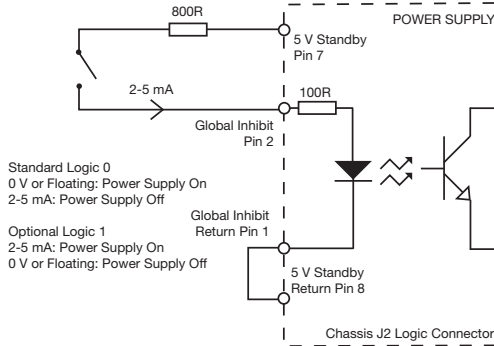 800R
POWER SUPPLY
5 V Standby
Pin 7
2-5 mA
100R
Global Inhibit
Pin 2
Standard Logic 0
0 V or Floating: Power Supply On
2-5 mA: Power Supply Off
Optional Logic 1
2-5 mA: Power Supply On
0 V or Floating: Power Supply Off
Global Inhibit
Return Pin 1
5 V Standby
Return Pin 8
Chassis J2 Logic Connector